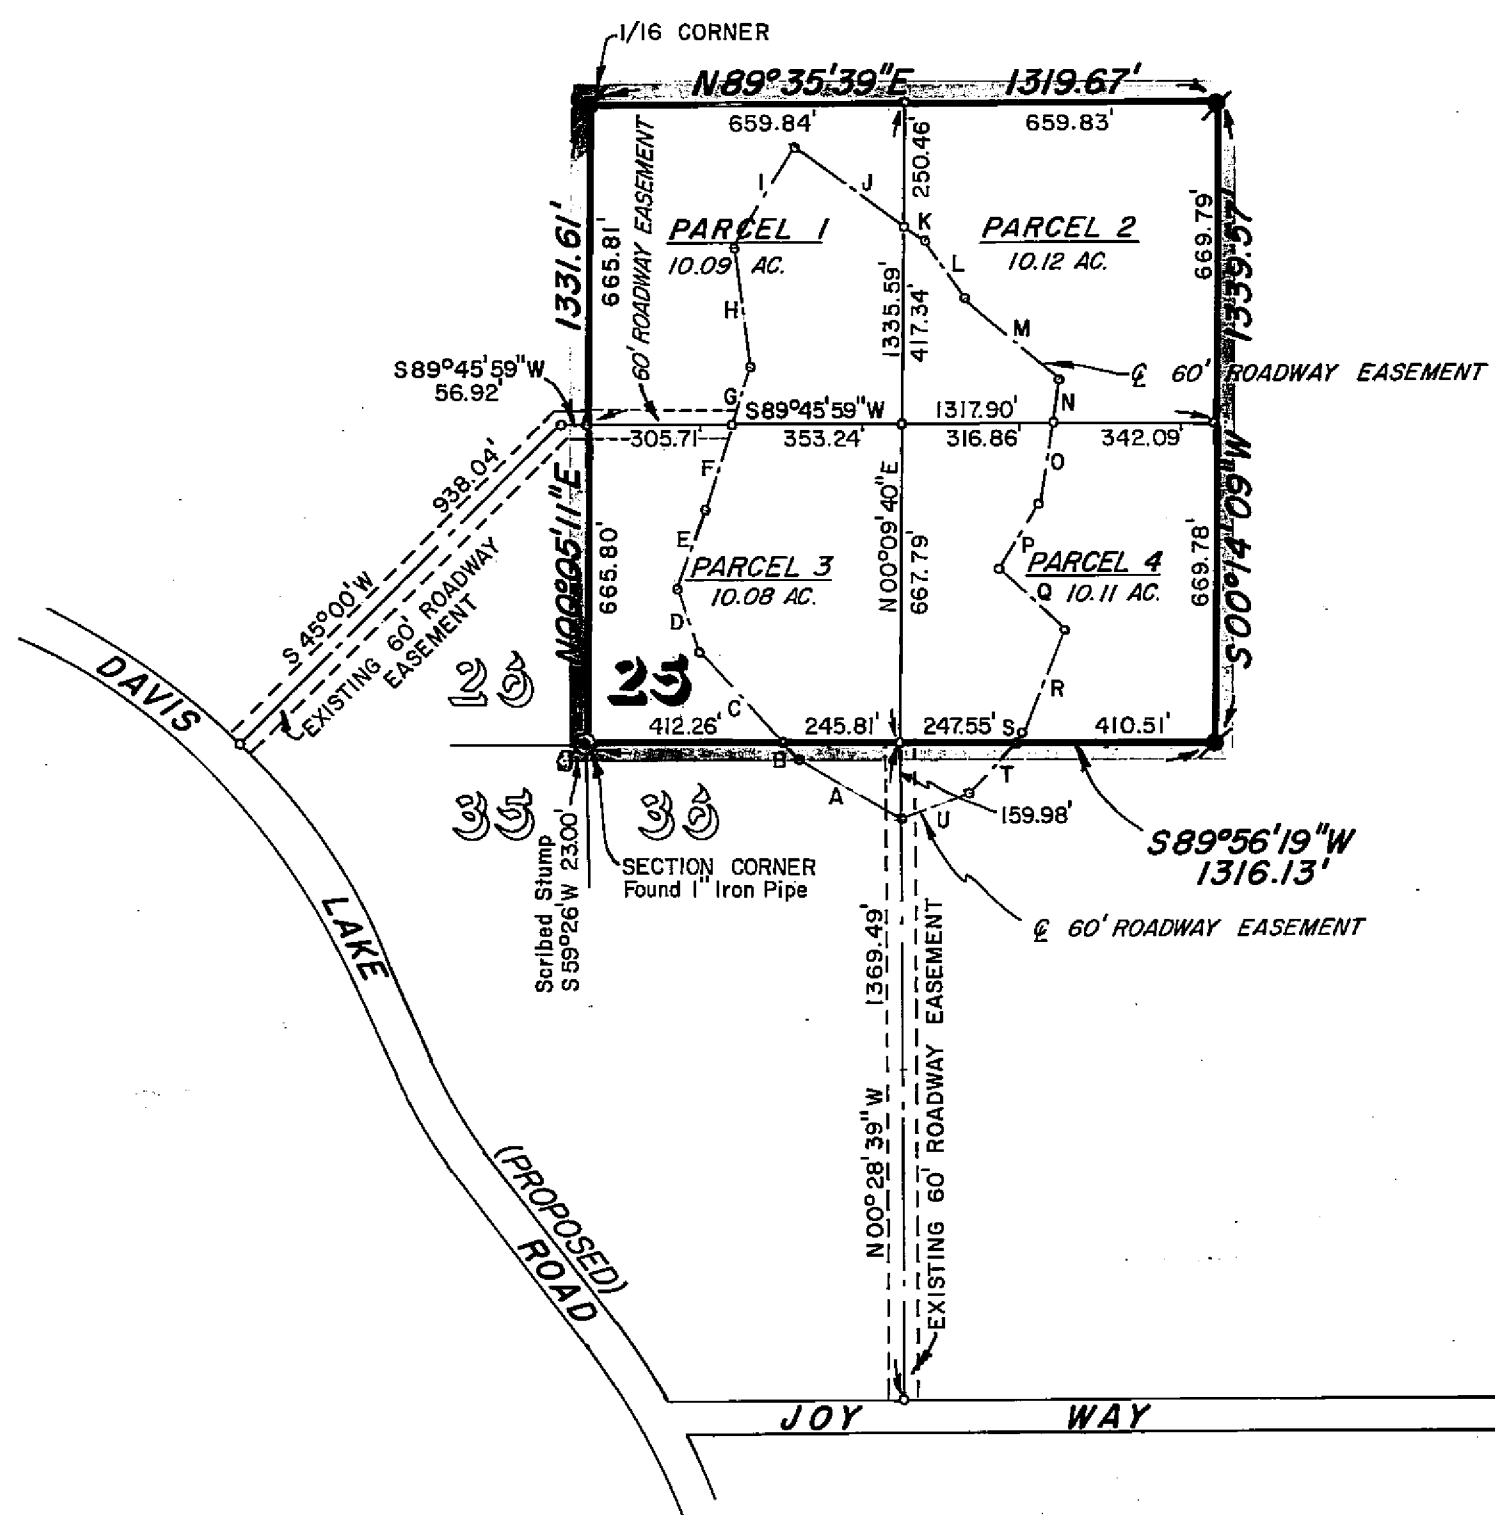 1/16 CORNER
N89°35'39"E 1319.67'
659.84' 659.83'
60' ROADWAY EASEMENT
250.46'
I
J
K
PARCEL 1
10.09 AC.
PARCEL 2
10.12 AC.
L
1331.61'
665.81'
669.79'
1339.57'
H
1335.59'
417.34'
M
S89°45'59"W
56.92'
℄ 60' ROADWAY EASEMENT
G
S89°45'59"W 1317.90'
N
305.71' 353.24' 316.86' 342.09'
938.04'
S 45°00'W
EXISTING 60' ROADWAY
EASEMENT
F
O
N00°05'11"E
665.80'
N00°09'40"E
667.79'
669.78'
S00°14'09"W
E
P
PARCEL 3
10.08 AC.
PARCEL 4
10.11 AC.
Q
D
26 25
R
C
412.26' 245.81' 247.55' S 410.51'
B
A
T
U
159.98'
35 36
S89°56'19"W
1316.13'
SECTION CORNER
Found 1" Iron Pipe
Scribed Stump
S59°26'W 23.00'
℄ 60' ROADWAY EASEMENT
1369.49'
N00°28'39"W
EXISTING 60' ROADWAY EASEMENT
DAVIS
LAKE
(PROPOSED)
ROAD
JOY WAY